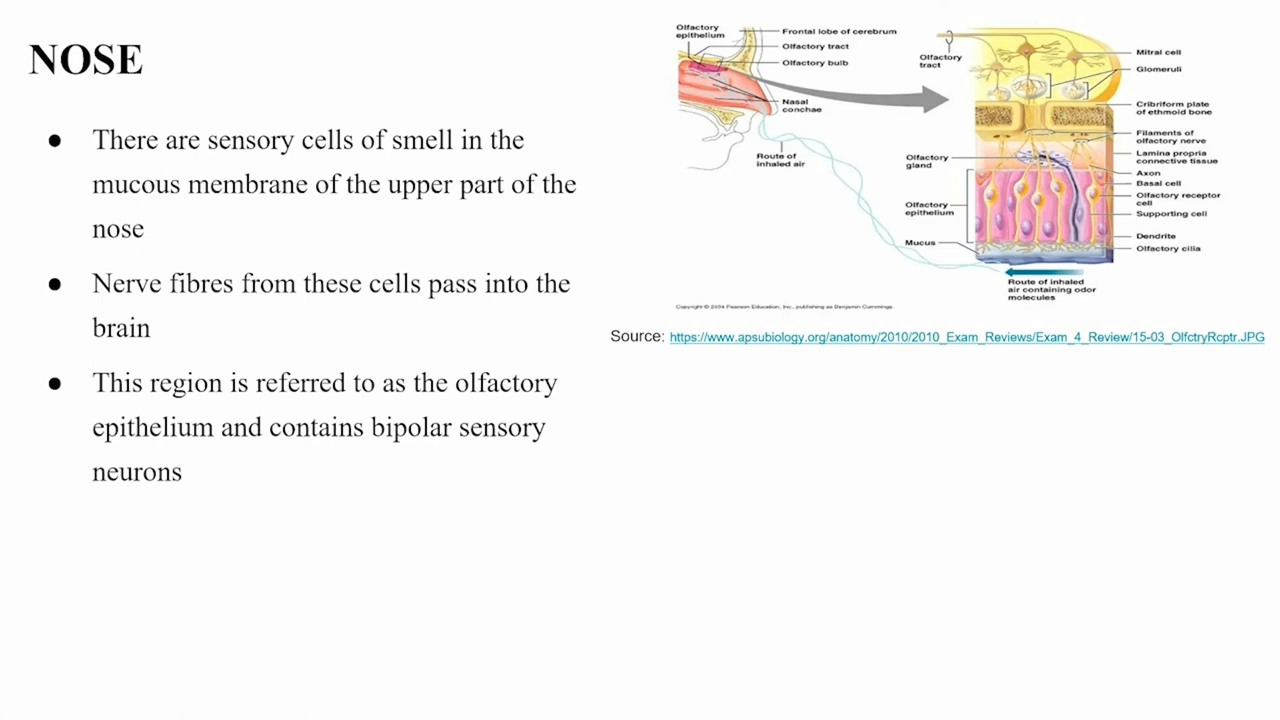 NOSE
● There are sensory cells of smell in the
mucous membrane of the upper part of the
nose
● Nerve fibres from these cells pass into the
brain
● This region is referred to as the olfactory
epithelium and contains bipolar sensory
neurons
Olfactory
epithelium
Frontal lobe of cerebrum
Olfactory tract
Olfactory bulb
Nasal
conchae
Route of
inhaled air
Olfactory
tract
Mitral cell
Glomeruli
Cribriform plate
of ethmoid bone
Filaments of
olfactory nerve
Lamina propria
connective tissue
Olfactory
gland
Axon
Basal cell
Olfactory receptor
cell
Supporting cell
Olfactory
epithelium
Dendrite
Olfactory cilia
Mucus
Route of inhaled
air containing odor
molecules
Copyright © 2004 Pearson Education, Inc., publishing as Benjamin Cummings.
Source: https://www.apsubiology.org/anatomy/2010/2010_Exam_Reviews/Exam_4_Review/15-03_OlfctryRcptr.JPG